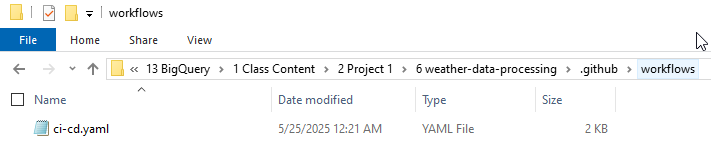 workflows
File Home Share View
« 13 BigQuery > 1 Class Content > 2 Project 1 > 6 weather-data-processing > .github > workflows
Name Date modified Type Size
ci-cd.yaml 5/25/2025 12:21 AM YAML File 2 KB